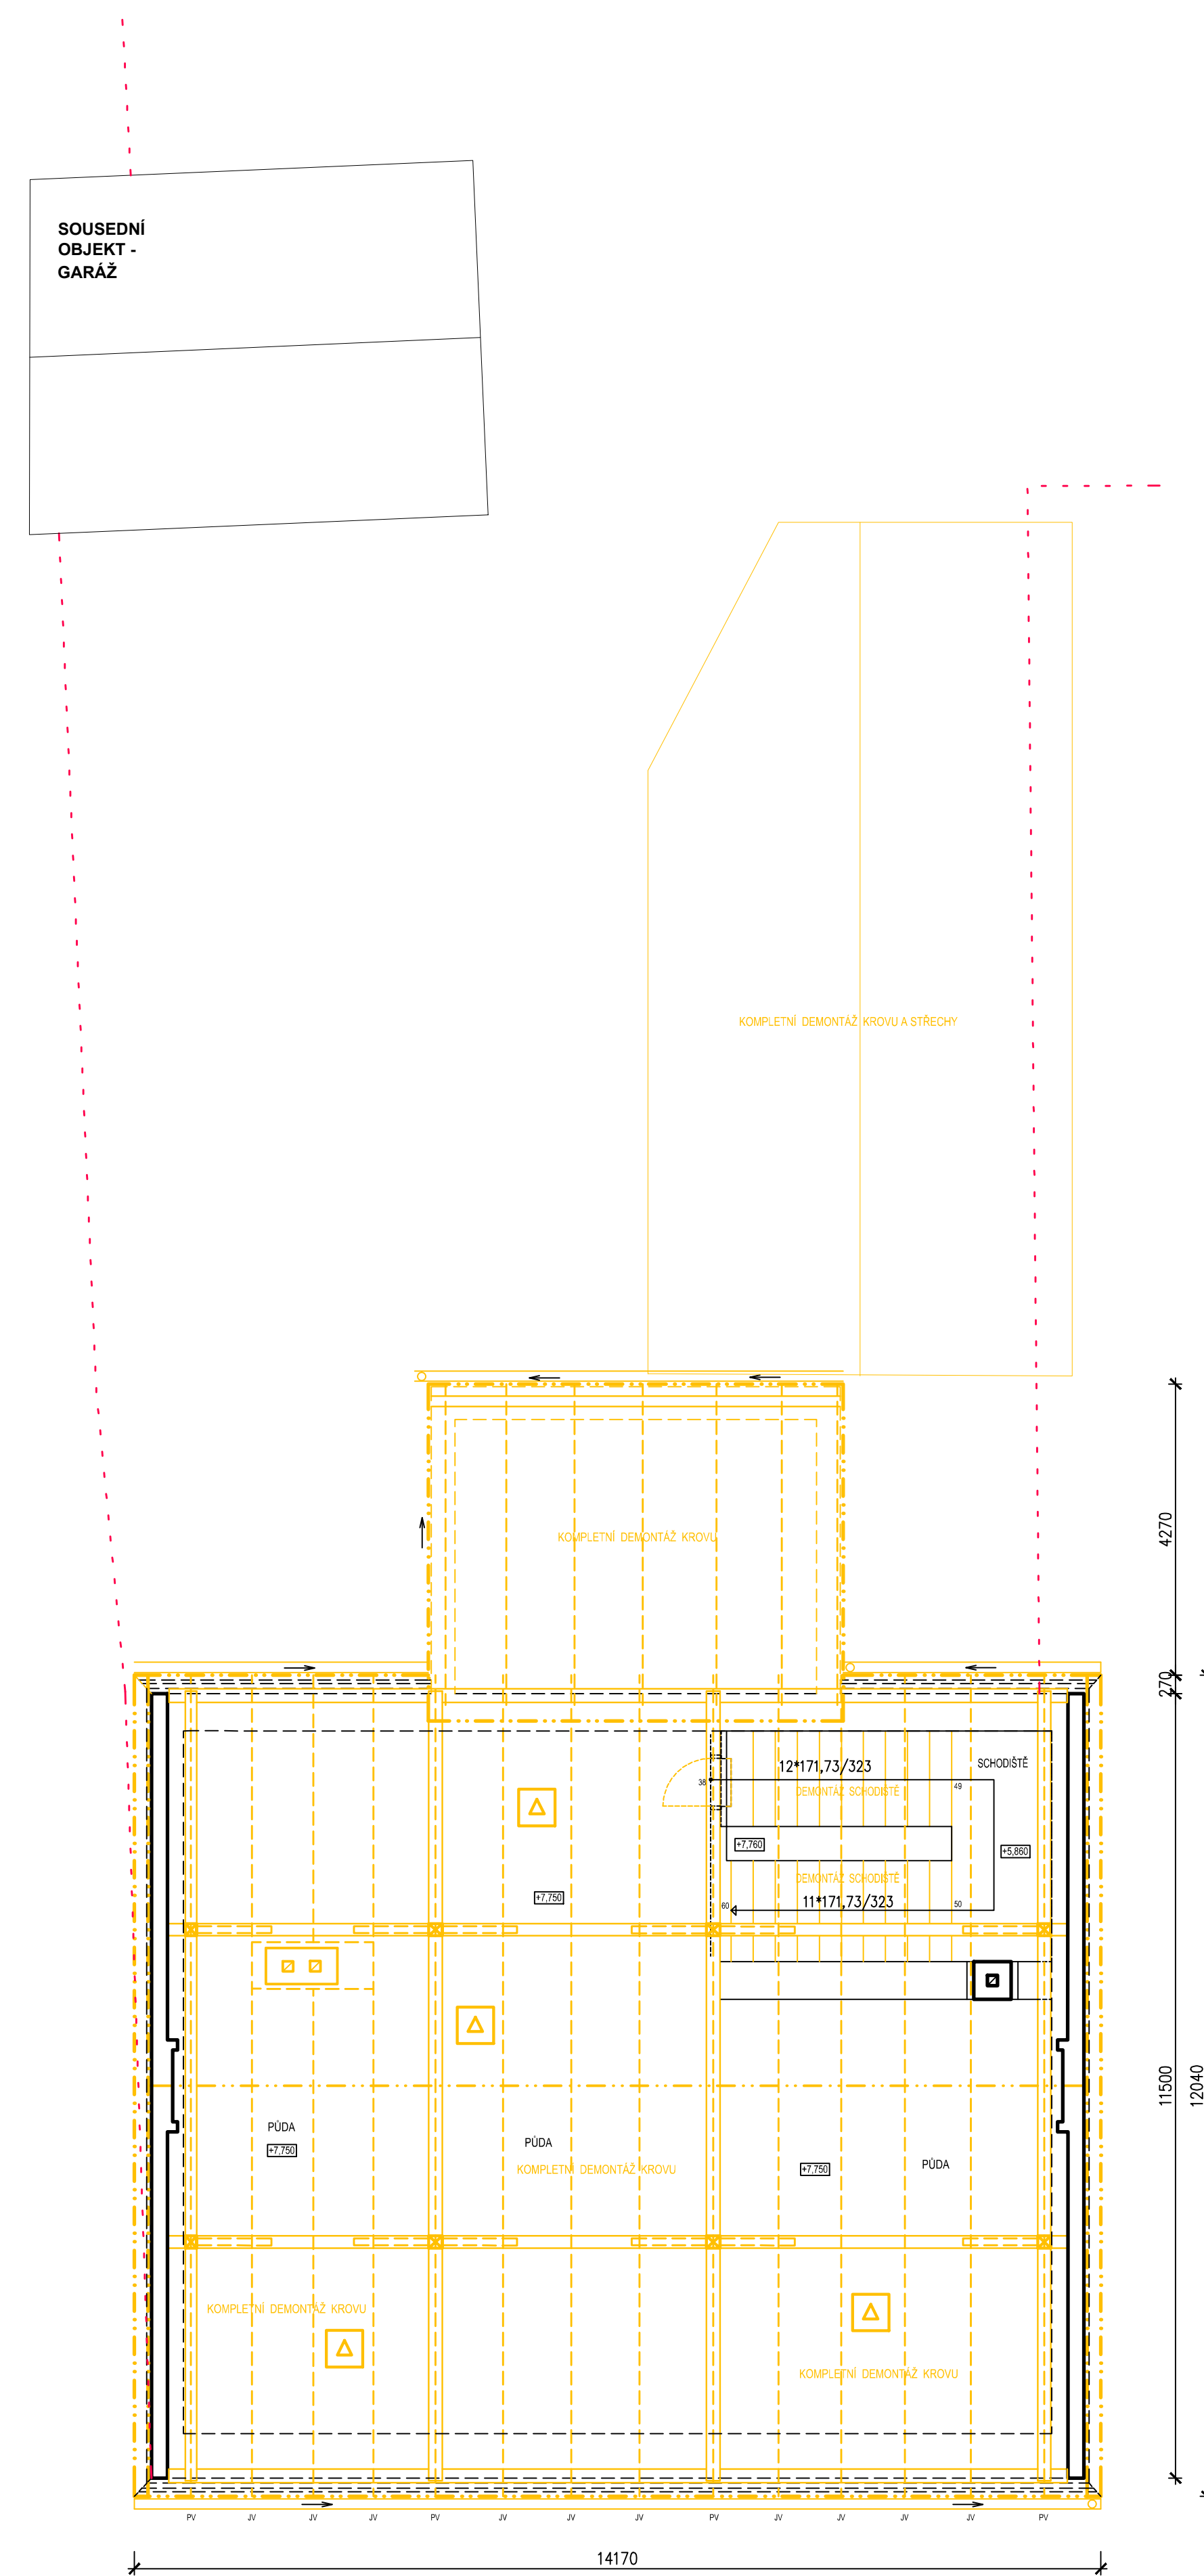 SOUSEDNÍ
OBJEKT -
GARÁŽ
KOMPLETNÍ DEMONTÁŽ KROVU A STŘECHY
4270
KOMPLETNÍ DEMONTÁŽ KROVU
270
12*171,73/323
SCHODIŠTĚ
38
49
DEMONTÁŽ SCHODIŠTĚ
+7,760
+5,860
DEMONTÁŽ SCHODIŠTĚ
+7,750
60
11*171,73/323
50
11500
12040
PŮDA
+7,750
PŮDA
KOMPLETNÍ DEMONTÁŽ KROVU
+7,750
PŮDA
KOMPLETNÍ DEMONTÁŽ KROVU
KOMPLETNÍ DEMONTÁŽ KROVU
PV JV JV JV PV JV JV JV PV JV JV JV JV PV
14170